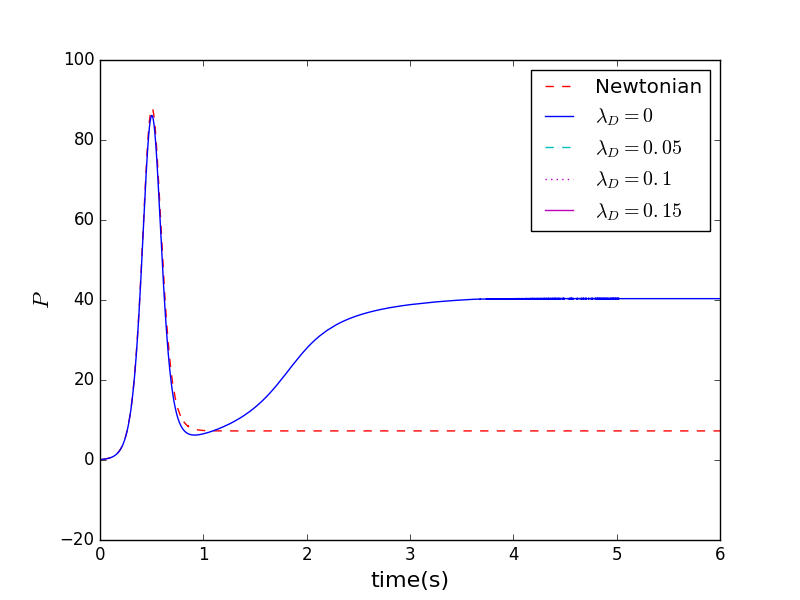 100
80
60
40
20
0
−20
P
0 1 2 3 4 5 6
time(s)
Newtonian
λ_D = 0
λ_D = 0.05
λ_D = 0.1
λ_D = 0.15